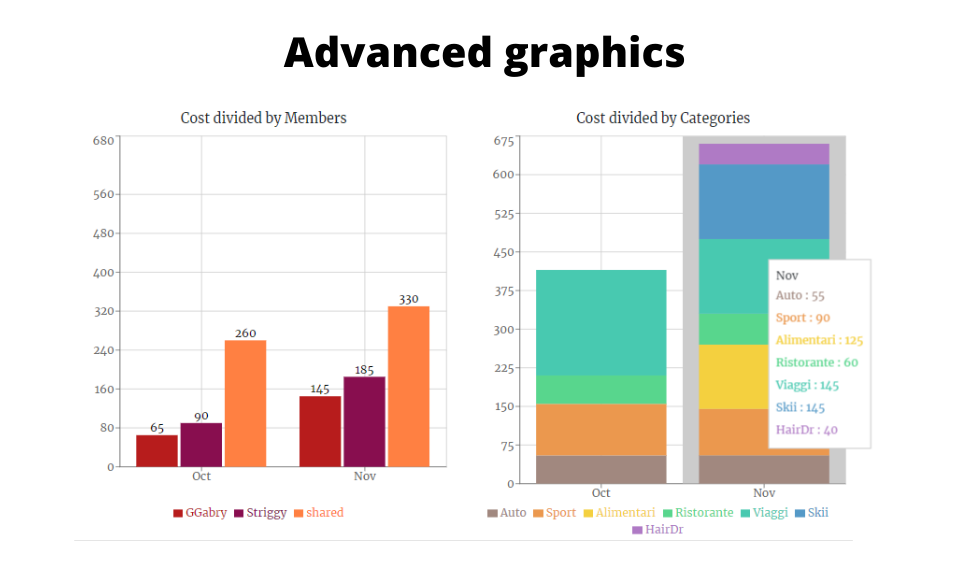 Advanced graphics
Cost divided by Members
680
560
480
400
320
240
160
80
0
65
90
260
145
185
330
Oct
Nov
GGabry Striggy shared
Cost divided by Categories
675
600
525
450
375
300
225
150
75
0
Nov
Auto : 55
Sport : 90
Alimentari : 125
Ristorante : 60
Viaggi : 145
Skii : 145
HairDr : 40
Oct
Nov
Auto Sport Alimentari Ristorante Viaggi Skii
HairDr